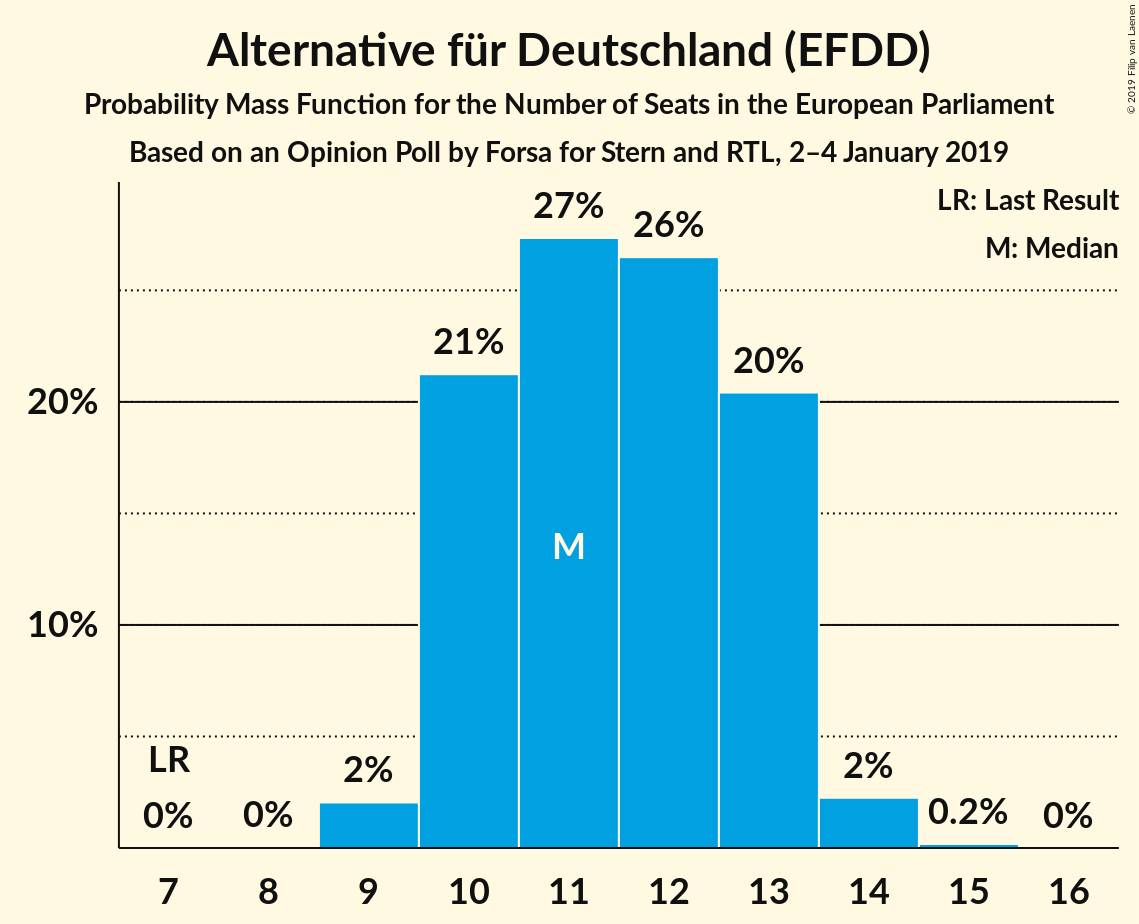 Alternative für Deutschland (EFDD)
Probability Mass Function for the Number of Seats in the European Parliament
Based on an Opinion Poll by Forsa for Stern and RTL, 2–4 January 2019
© 2019 Filip van Laenen
LR: Last Result
M: Median
27%
26%
21%
20%
20%
M
10%
LR
0%
0%
2%
2%
0.2%
0%
7 8 9 10 11 12 13 14 15 16